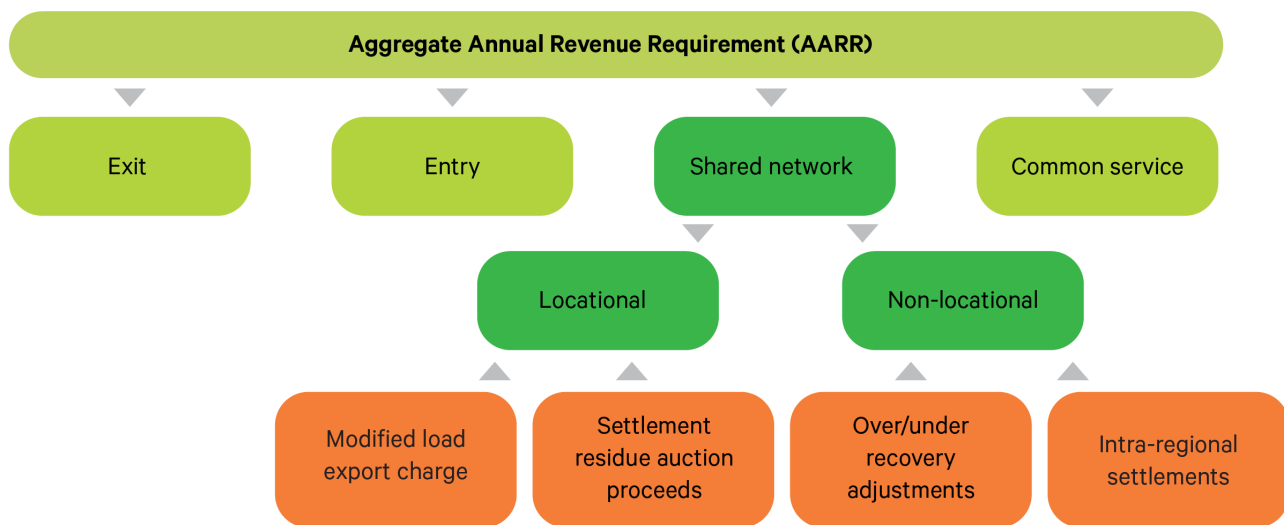 Aggregate Annual Revenue Requirement (AARR)
Exit
Entry
Shared network
Common service
Locational
Non-locational
Modified load
export charge
Settlement
residue auction
proceeds
Over/under
recovery
adjustments
Intra-regional
settlements